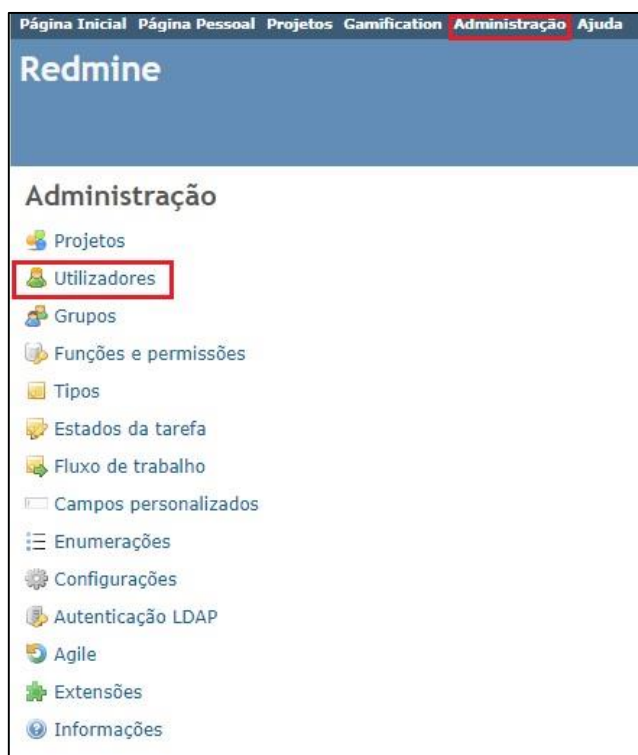 Página Inicial Página Pessoal Projetos Gamification Administração Ajuda
Redmine
Administração
Projetos
Utilizadores
Grupos
Funções e permissões
Tipos
Estados da tarefa
Fluxo de trabalho
Campos personalizados
Enumerações
Configurações
Autenticação LDAP
Agile
Extensões
Informações